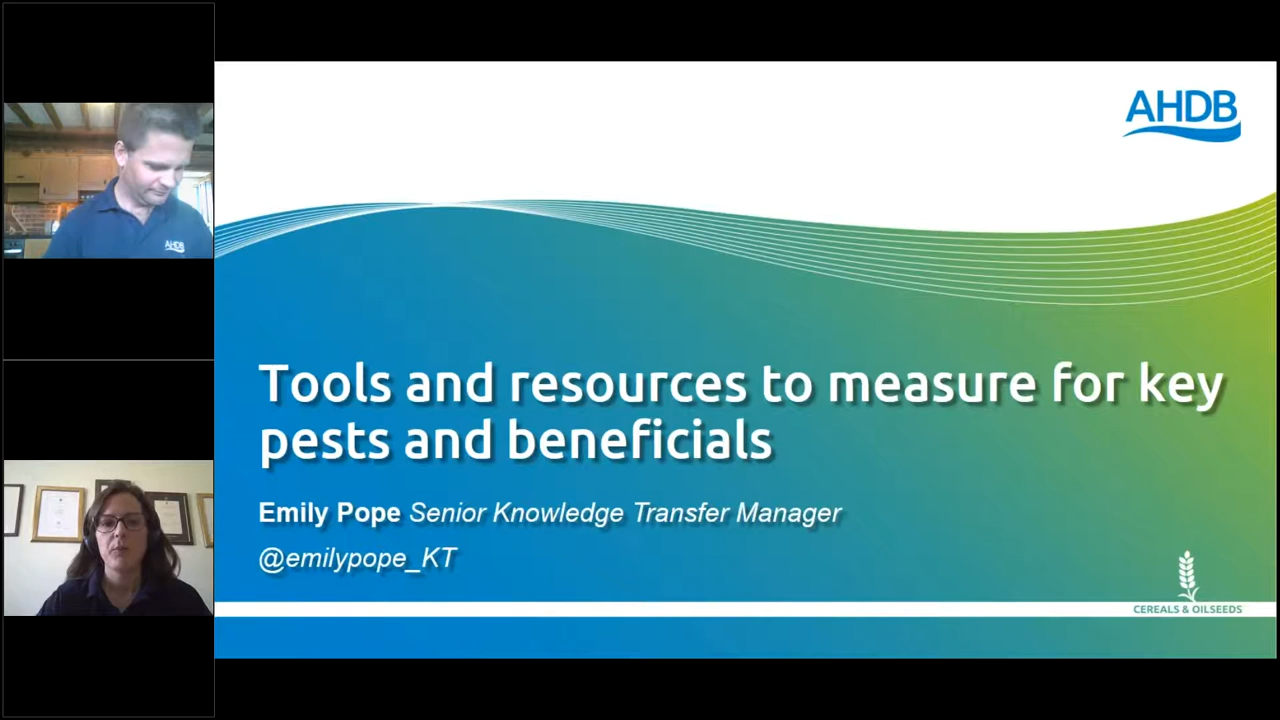 AHDB
AHDB
Tools and resources to measure for key
pests and beneficials
Emily Pope Senior Knowledge Transfer Manager
@emilypope_KT
CEREALS & OILSEEDS